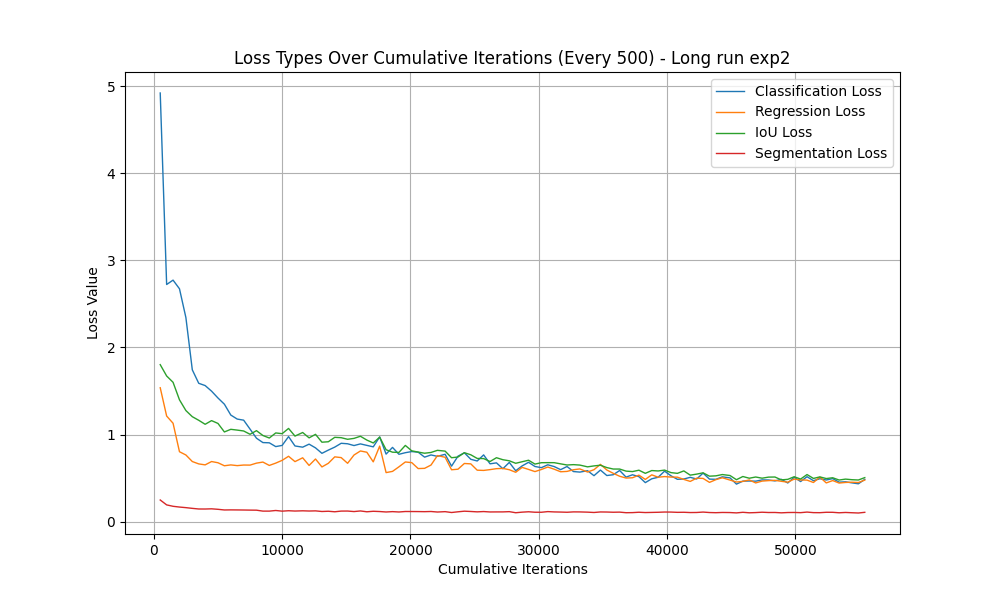 Loss Types Over Cumulative Iterations (Every 500) - Long run exp2
Classification Loss
Regression Loss
IoU Loss
Segmentation Loss
Loss Value
5
4
3
2
1
0
0 10000 20000 30000 40000 50000
Cumulative Iterations